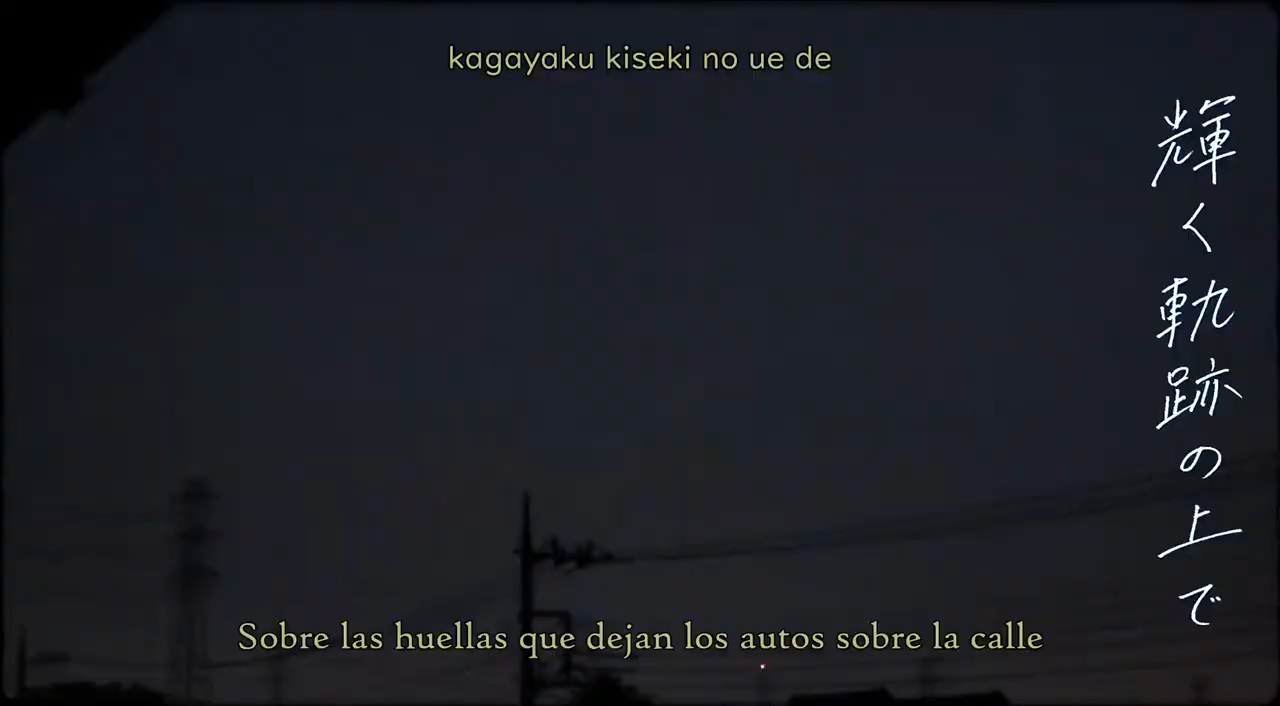 kagayaku kiseki no ue de
輝く軌跡の上で
Sobre las huellas que dejan los autos sobre la calle